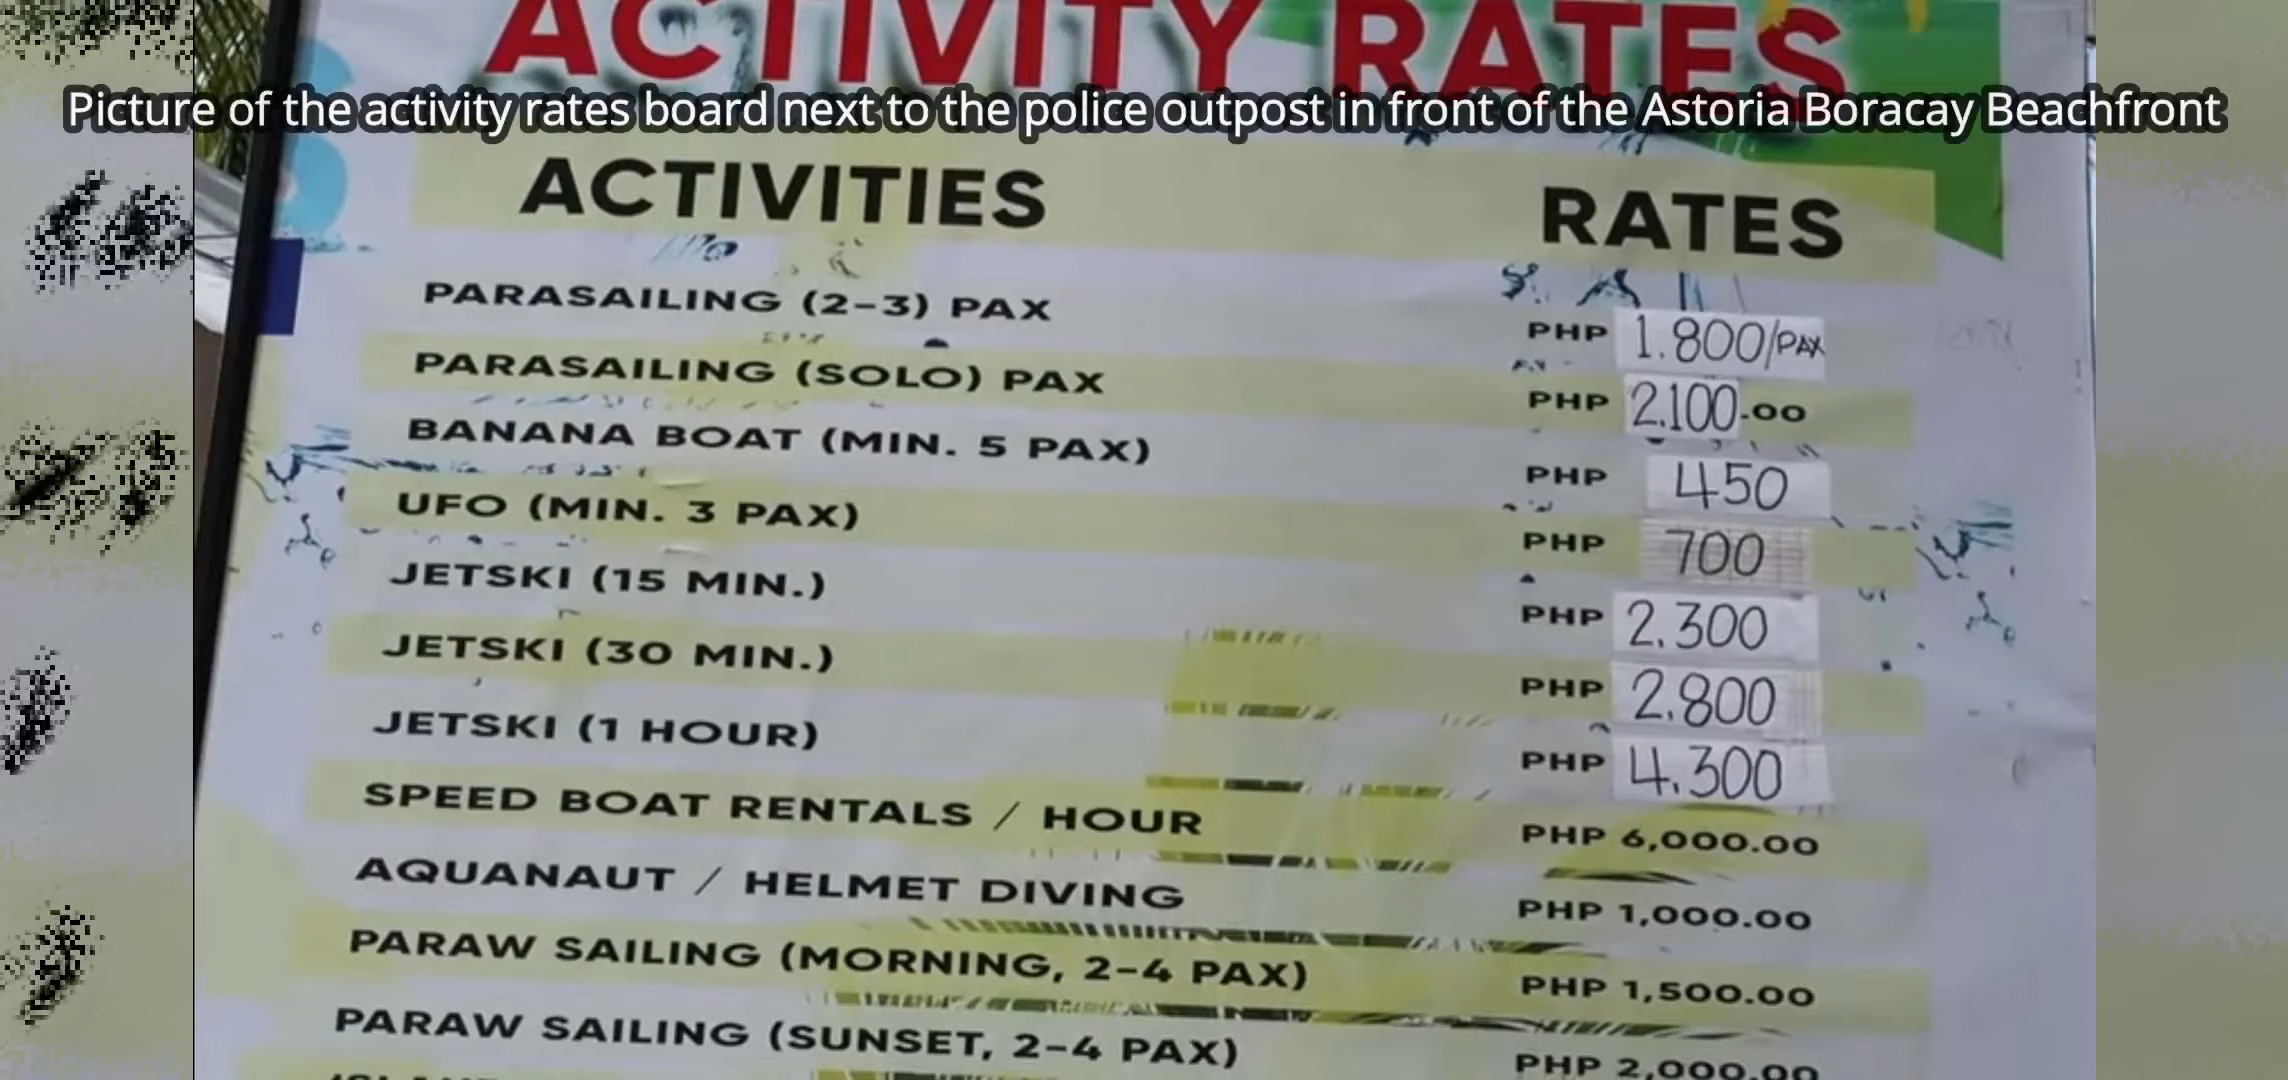 ACTIVITY RATES
Picture of the activity rates board next to the police outpost in front of the Astoria Boracay Beachfront
ACTIVITIES RATES
PARASAILING (2-3) PAX PHP 1.800/PAX
PARASAILING (SOLO) PAX PHP 2.100.00
BANANA BOAT (MIN. 5 PAX) PHP 450
UFO (MIN. 3 PAX) PHP 700
JETSKI (15 MIN.) PHP 2.300
JETSKI (30 MIN.) PHP 2.800
JETSKI (1 HOUR) PHP 4.300
SPEED BOAT RENTALS / HOUR PHP 6,000.00
AQUANAUT / HELMET DIVING PHP 1,000.00
PARAW SAILING (MORNING, 2-4 PAX) PHP 1,500.00
PARAW SAILING (SUNSET, 2-4 PAX) PHP 2,000.00